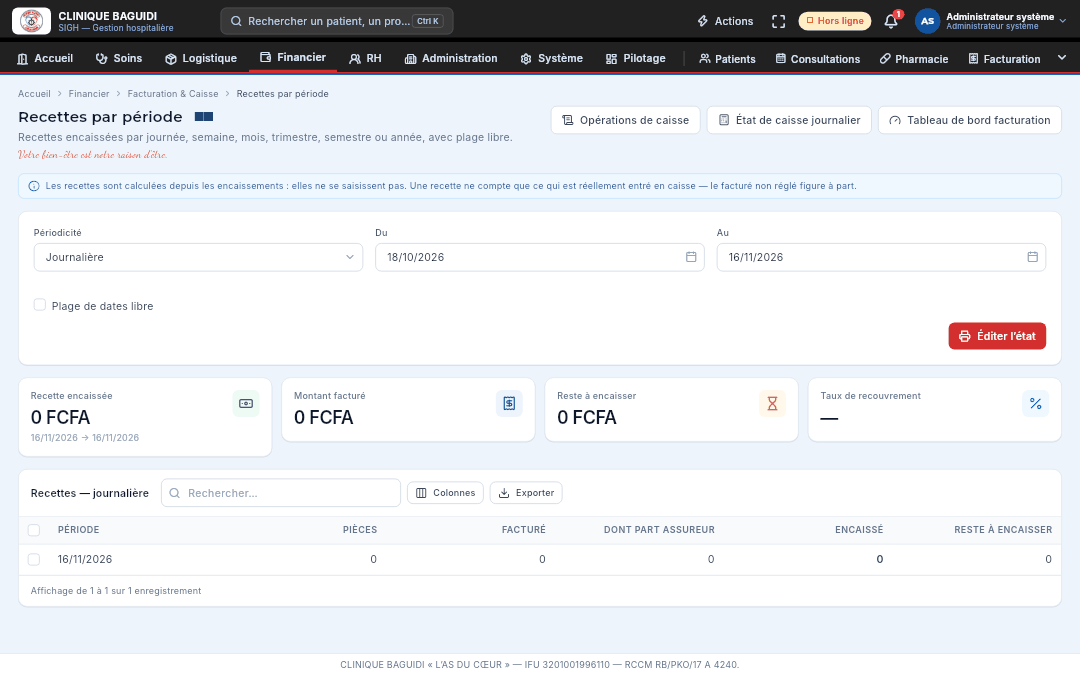 CLINIQUE BAGUIDI
SIGH — Gestion hospitalière
Rechercher un patient, un pro... Ctrl K
Actions
Hors ligne
1
AS
Administrateur système
Administrateur système
Accueil Soins Logistique Financier RH Administration Système Pilotage Patients Consultations Pharmacie Facturation
Accueil > Financier > Facturation & Caisse > Recettes par période
Recettes par période
Recettes encaissées par journée, semaine, mois, trimestre, semestre ou année, avec plage libre.
Votre bien-être est notre raison d'être.
Opérations de caisse
État de caisse journalier
Tableau de bord facturation
Les recettes sont calculées depuis les encaissements : elles ne se saisissent pas. Une recette ne compte que ce qui est réellement entré en caisse — le facturé non réglé figure à part.
Périodicité Du Au
Journalière 18/10/2026 16/11/2026
Plage de dates libre
Éditer l'état
Recette encaissée
0 FCFA
16/11/2026 → 16/11/2026
Montant facturé
0 FCFA
Reste à encaisser
0 FCFA
Taux de recouvrement
—
Recettes — journalière Rechercher... Colonnes Exporter
PÉRIODE PIÈCES FACTURÉ DONT PART ASSUREUR ENCAISSÉ RESTE À ENCAISSER
16/11/2026 0 0 0 0 0
Affichage de 1 à 1 sur 1 enregistrement
CLINIQUE BAGUIDI « L'AS DU CŒUR » — IFU 3201001996110 — RCCM RB/PKO/17 A 4240.